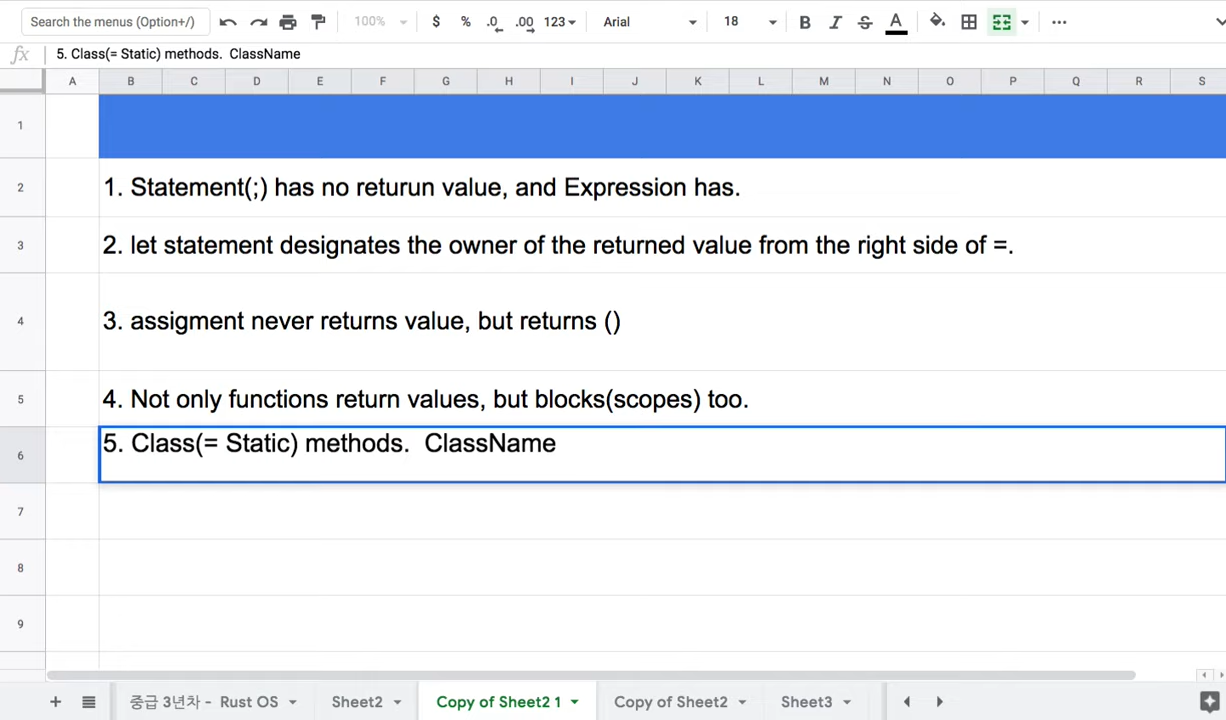 Search the menus (Option+/) 100% $ % .0 .00 123 Arial 18 B I S A
fx 5. Class(= Static) methods.  ClassName
A B C D E F G H I J K L M N O P Q R S
1
2 1. Statement(;) has no returun value, and Expression has.
3 2. let statement designates the owner of the returned value from the right side of =.
4 3. assigment never returns value, but returns ()
5 4. Not only functions return values, but blocks(scopes) too.
6 5. Class(= Static) methods.  ClassName
7
8
9
중급 3년차 - Rust OS Sheet2 Copy of Sheet2 1 Copy of Sheet2 Sheet3